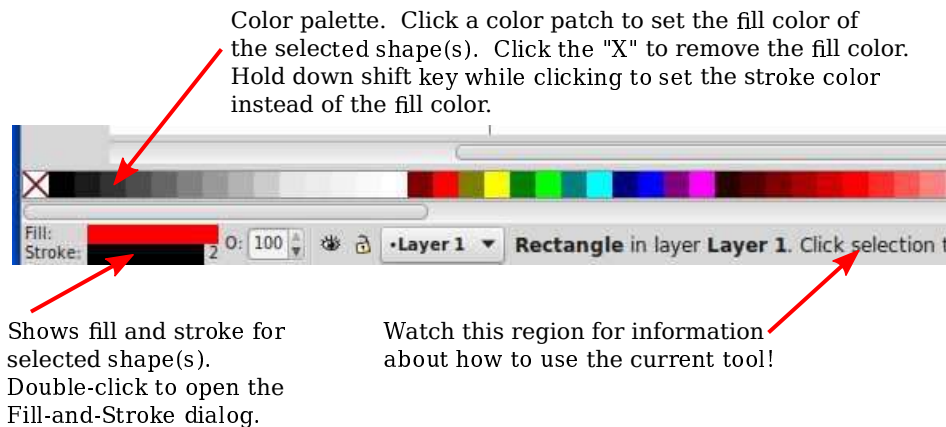 Color palette.  Click a color patch to set the fill color of
the selected shape(s).  Click the "X" to remove the fill color.
Hold down shift key while clicking to set the stroke color
instead of the fill color.
Fill:
Stroke:
2
O: 100
•Layer 1
Rectangle in layer Layer 1. Click selection t
Shows fill and stroke for
selected shape(s).
Double-click to open the
Fill-and-Stroke dialog.
Watch this region for information
about how to use the current tool!